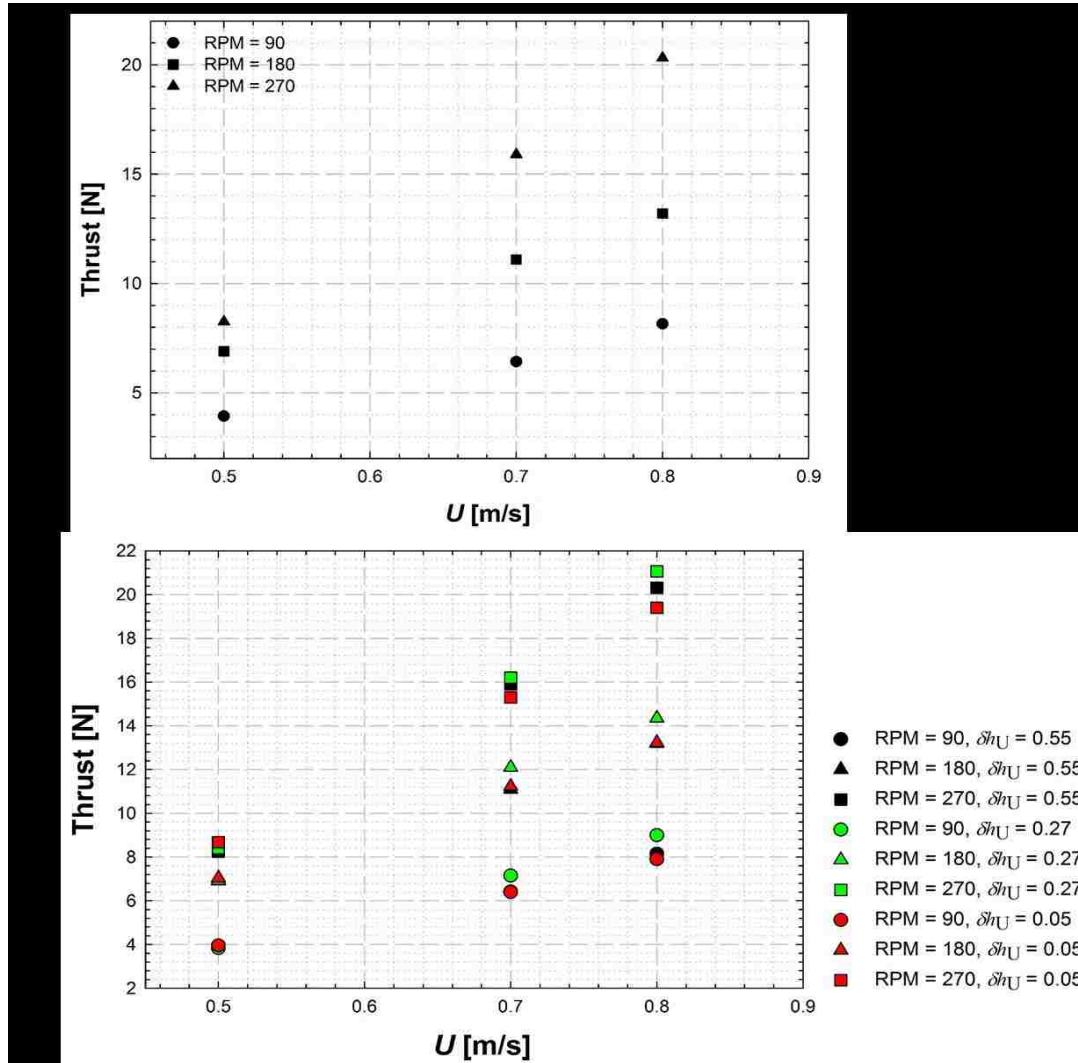 RPM = 90
RPM = 180
RPM = 270
20
15
10
5
Thrust [N]
0.5 0.6 0.7 0.8 0.9
U [m/s]
22
20
18
16
14
12
10
8
6
4
2
Thrust [N]
0.5 0.6 0.7 0.8 0.9
U [m/s]
RPM = 90, δhU = 0.55
RPM = 180, δhU = 0.55
RPM = 270, δhU = 0.55
RPM = 90, δhU = 0.27
RPM = 180, δhU = 0.27
RPM = 270, δhU = 0.27
RPM = 90, δhU = 0.05
RPM = 180, δhU = 0.05
RPM = 270, δhU = 0.05